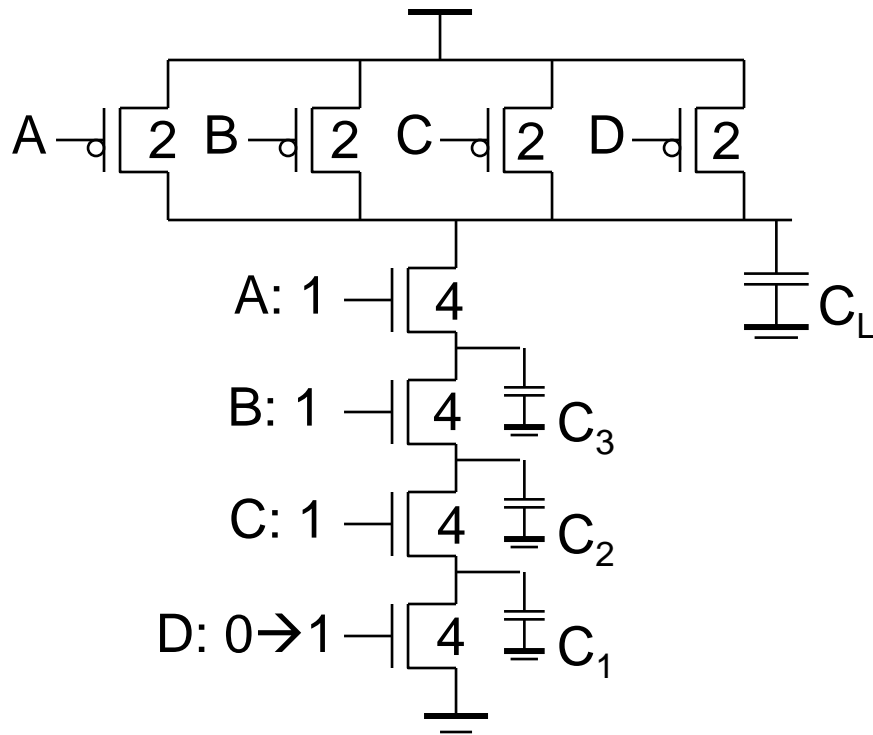 A 2 B 2 C 2 D 2
A: 1 4
C_L
B: 1 4
C_3
C: 1 4
C_2
D: 0→1 4
C_1